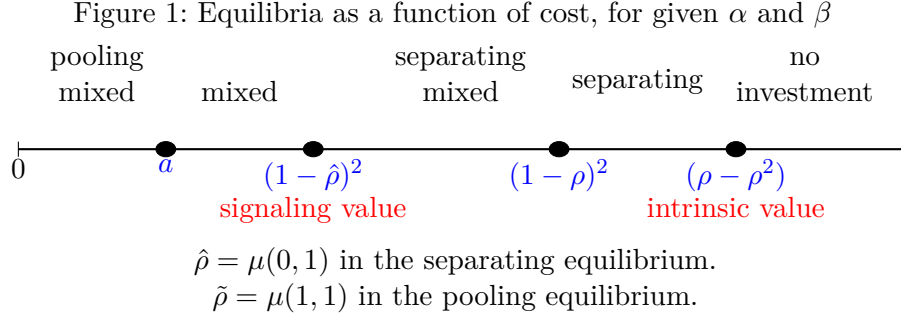 Figure 1: Equilibria as a function of cost, for given α and β
pooling separating no
mixed mixed mixed separating investment
0 a (1 − ρ̂)² (1 − ρ)² (ρ − ρ²)
signaling value intrinsic value
ρ̂ = μ(0, 1) in the separating equilibrium.
ρ̃ = μ(1, 1) in the pooling equilibrium.